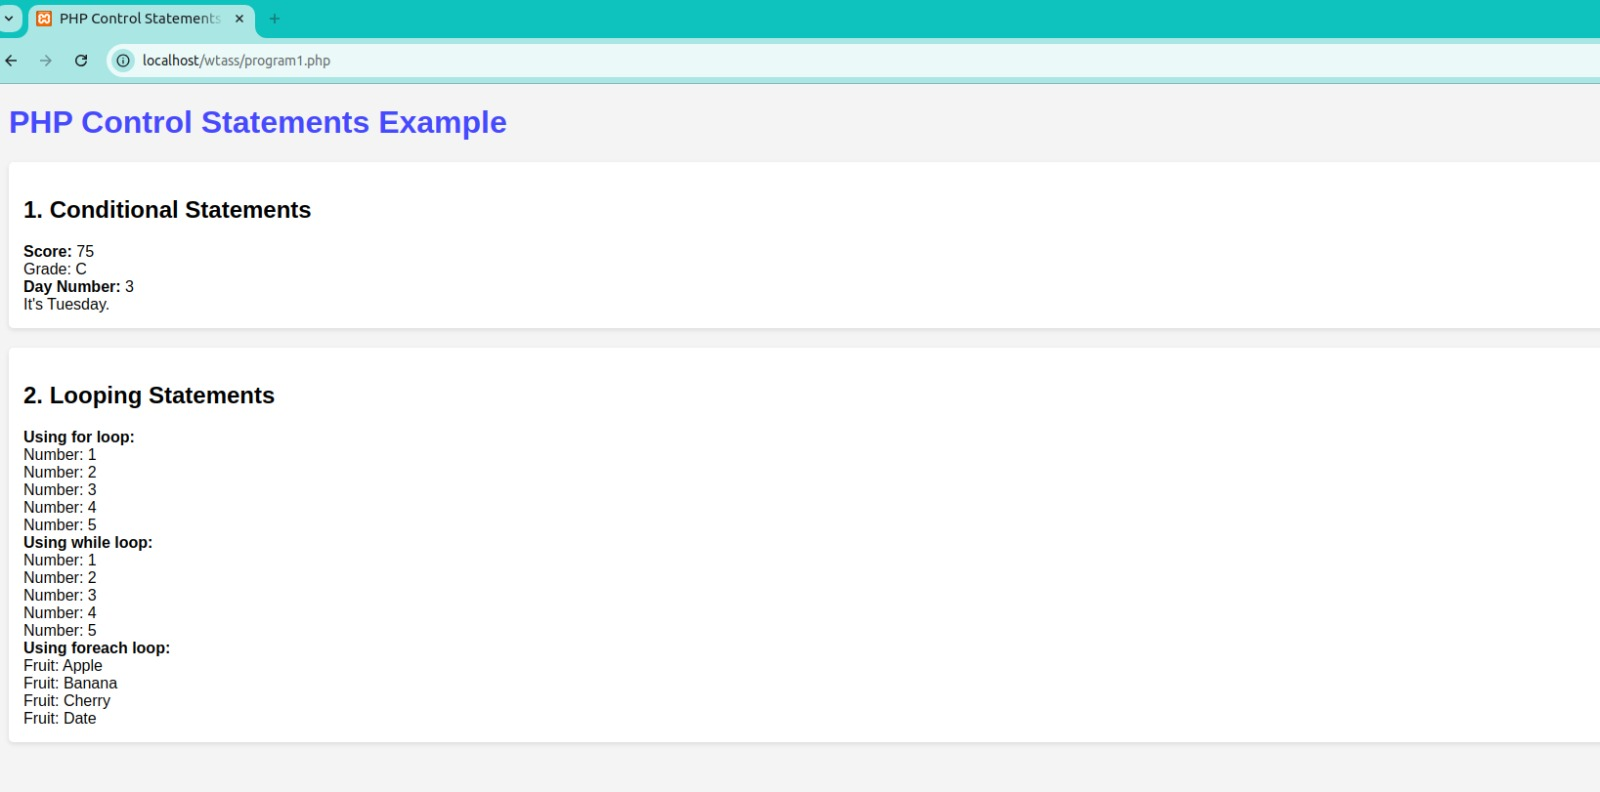 PHP Control Statements
localhost/wtass/program1.php
PHP Control Statements Example
1. Conditional Statements
Score: 75
Grade: C
Day Number: 3
It's Tuesday.
2. Looping Statements
Using for loop:
Number: 1
Number: 2
Number: 3
Number: 4
Number: 5
Using while loop:
Number: 1
Number: 2
Number: 3
Number: 4
Number: 5
Using foreach loop:
Fruit: Apple
Fruit: Banana
Fruit: Cherry
Fruit: Date